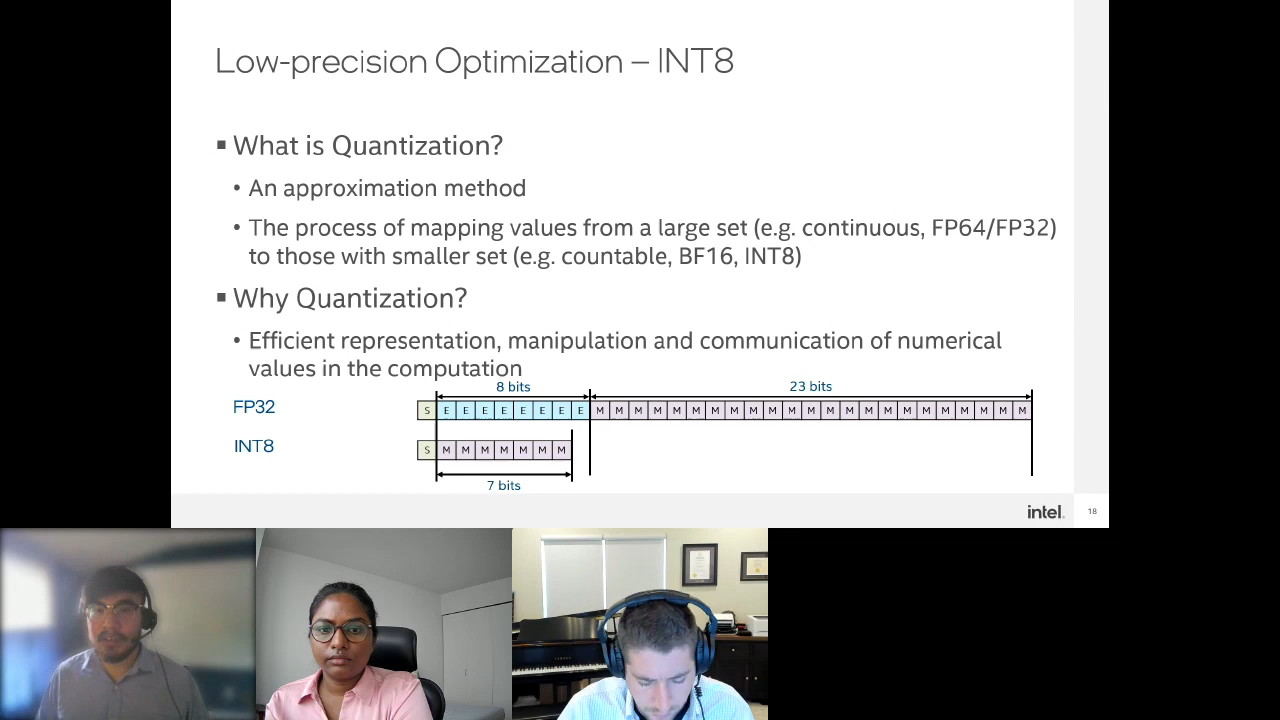 Low-precision Optimization – INT8
▪ What is Quantization?
• An approximation method
• The process of mapping values from a large set (e.g. continuous, FP64/FP32)
to those with smaller set (e.g. countable, BF16, INT8)
▪ Why Quantization?
• Efficient representation, manipulation and communication of numerical
values in the computation
8 bits 23 bits
FP32 S E E E E E E E E M M M M M M M M M M M M M M M M M M M M M M M
INT8 S M M M M M M M
7 bits
intel. 18